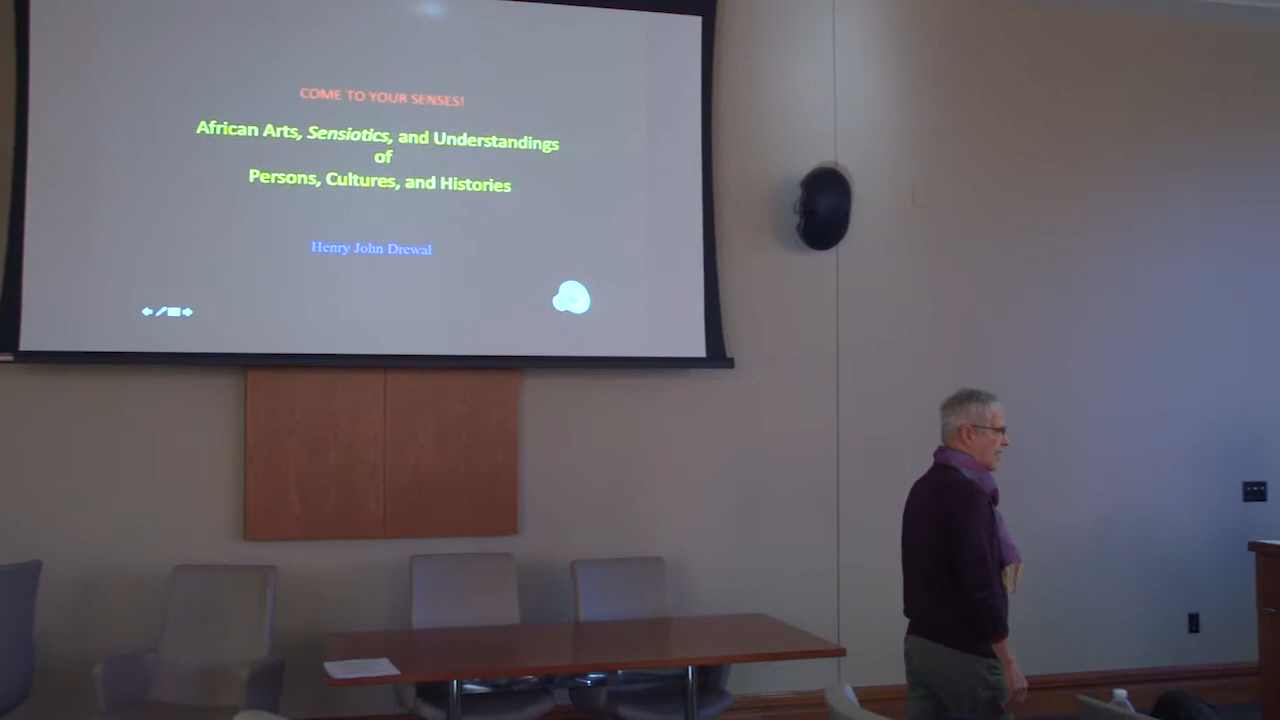 COME TO YOUR SENSES!
African Arts, Sensiotics, and Understandings
of
Persons, Cultures, and Histories
Henry John Drewal